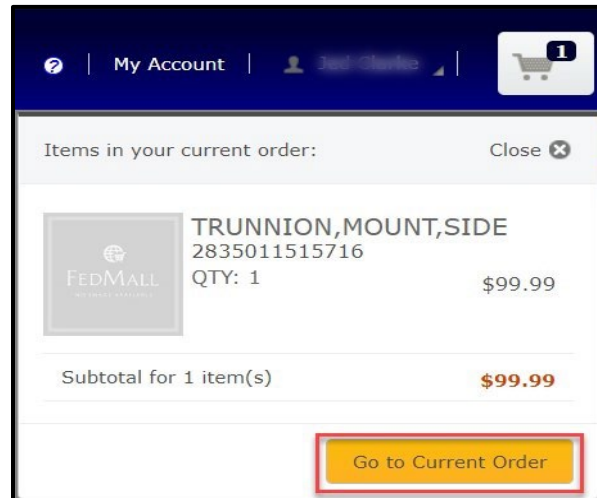 My Account
1
Items in your current order: Close
TRUNNION,MOUNT,SIDE
2835011515716
FEDMALL
QTY: 1
$99.99
Subtotal for 1 item(s) $99.99
Go to Current Order